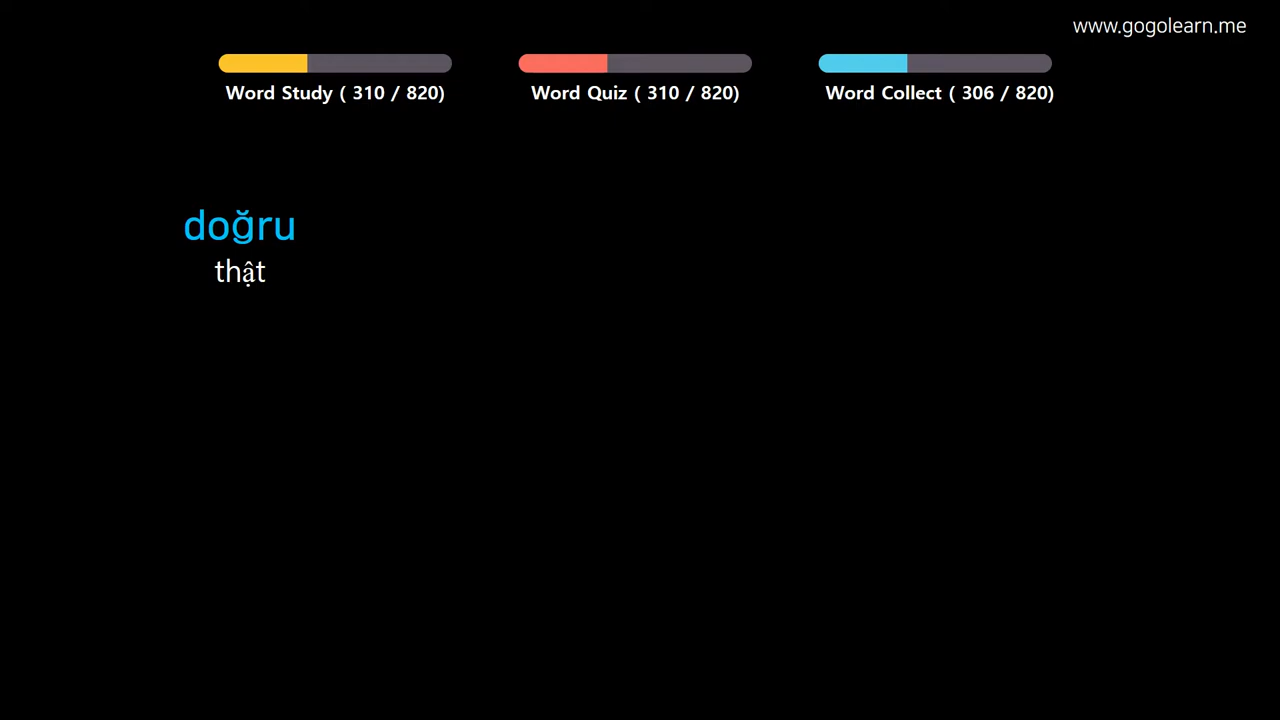 www.gogolearn.me
Word Study ( 310 / 820)
Word Quiz ( 310 / 820)
Word Collect ( 306 / 820)
doğru
thật